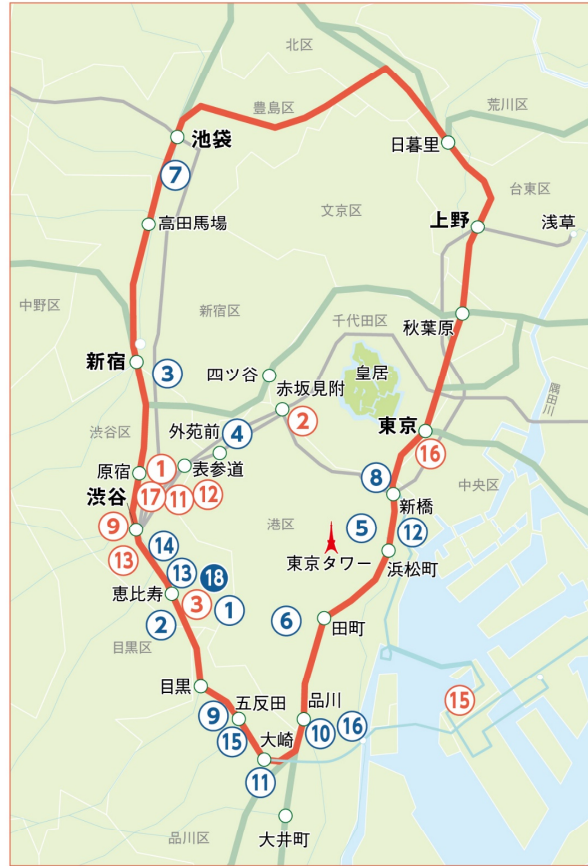 北区
豊島区
荒川区
池袋
日暮里
⑦
台東区
高田馬場
文京区
上野
浅草
新宿区
中野区
千代田区
秋葉原
新宿
③
四ツ谷
皇居
隅田川
赤坂見附
②
渋谷区
外苑前
④
東京
⑯
原宿
①
表参道
⑧
中央区
渋谷
⑰
⑪
⑫
新橋
⑨
港区
⑤
⑫
⑬
⑭
東京タワー
浜松町
⑬
⑱
恵比寿
③
①
②
⑥
田町
目黒区
目黒
⑮
⑨
五反田
品川
⑮
⑩
⑯
大崎
⑪
品川区
大井町